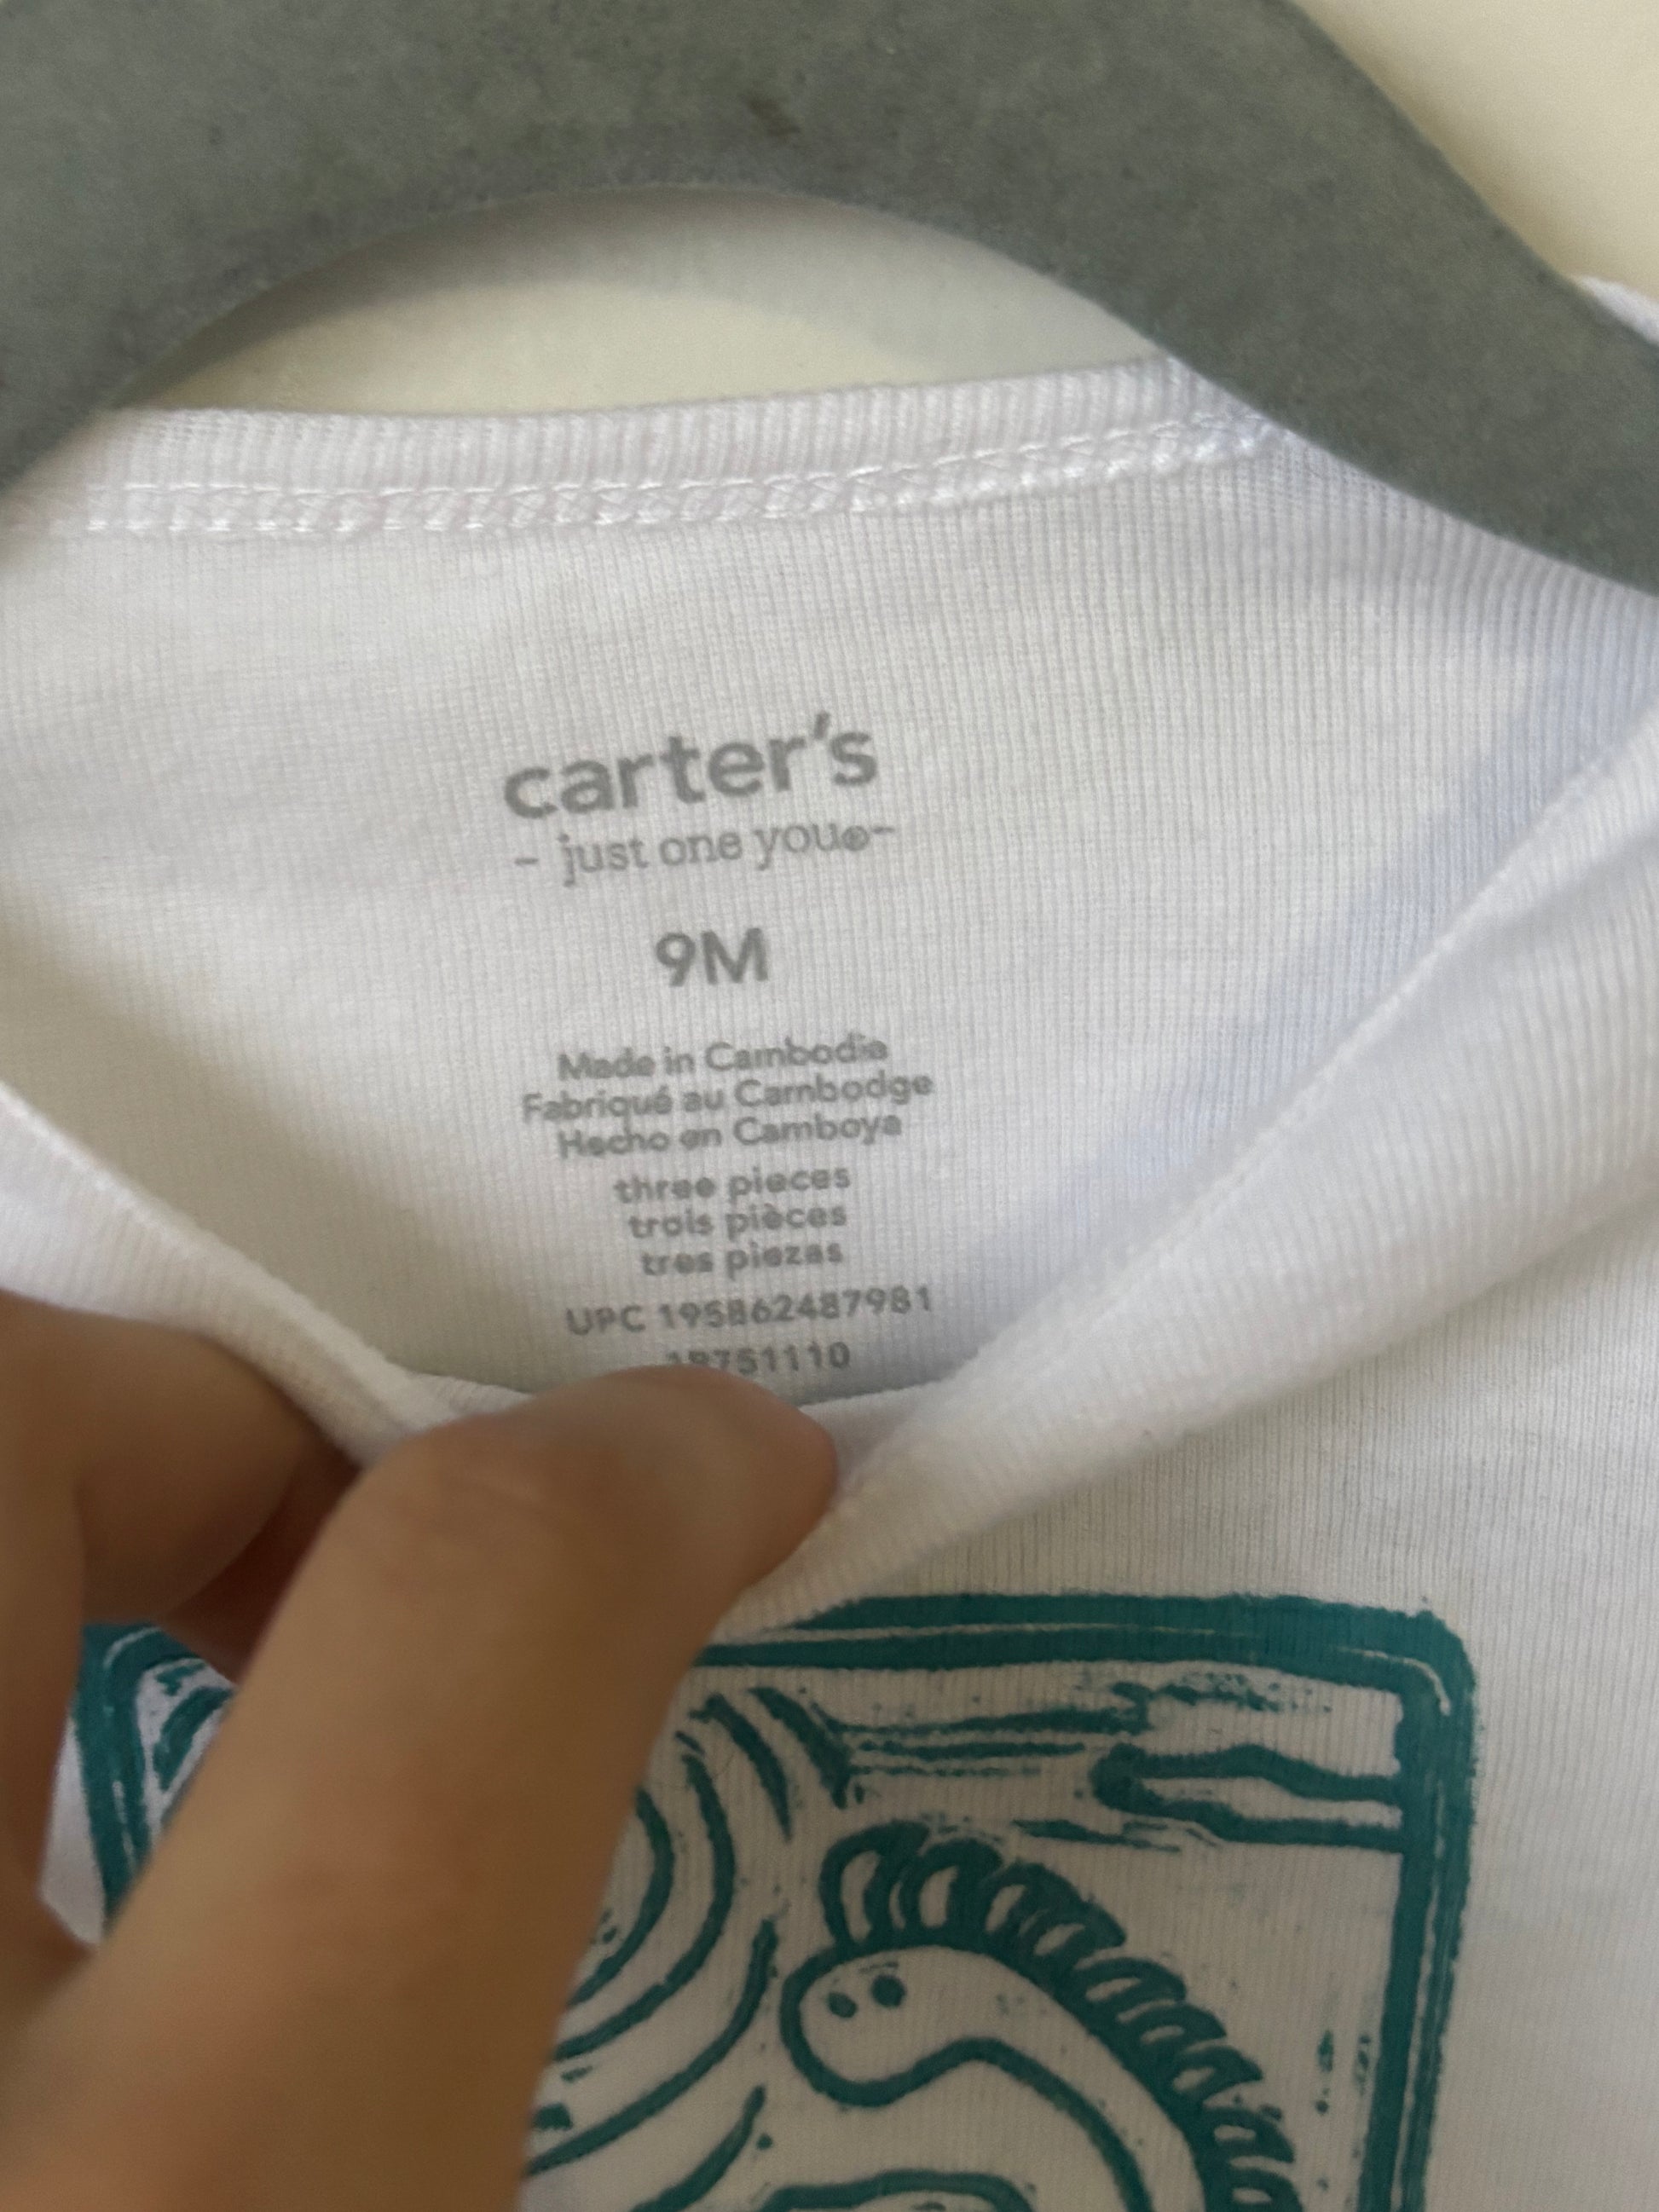 carter's
- just one you®-
9M
Made in Cambodia
Fabriqué au Cambodge
Hecho en Camboya
three pieces
trois pièces
tres piezas
UPC 195862487981